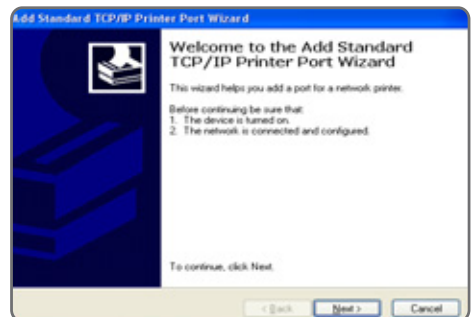 Add Standard TCP/IP Printer Port Wizard
Welcome to the Add Standard
TCP/IP Printer Port Wizard
This wizard helps you add a port for a network printer.
Before continuing be sure that:
1. The device is turned on.
2. The network is connected and configured.
To continue, click Next.
< Back Next > Cancel